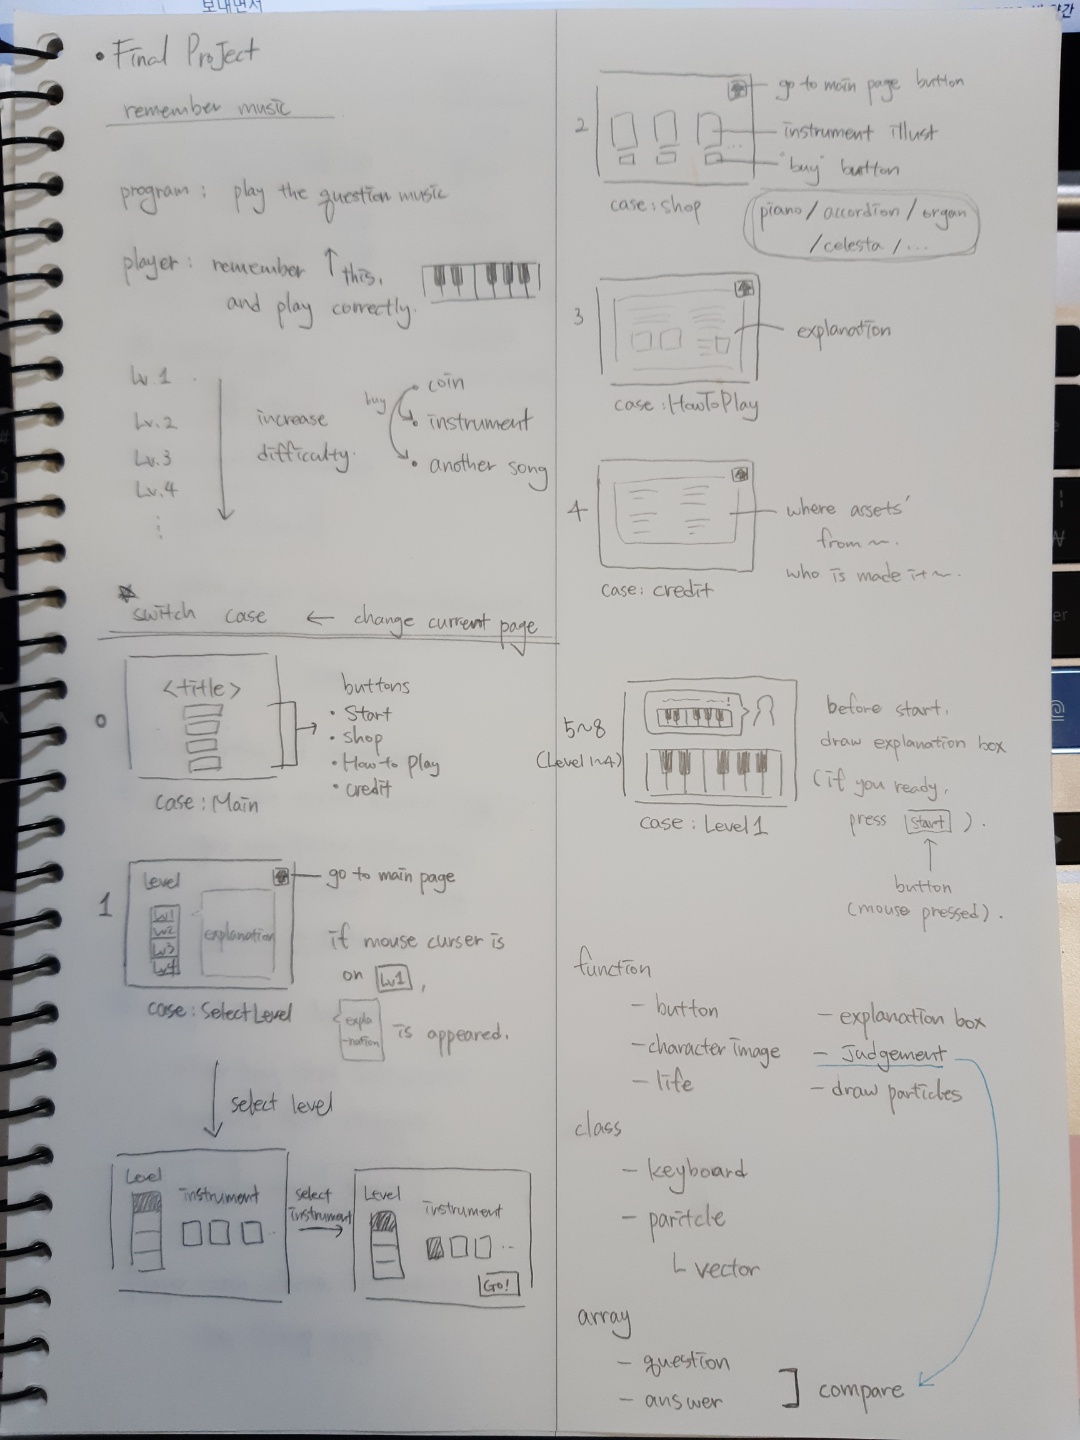 보내면서
• Final Project
remember music
program : play the question music
player : remember ↑ this,
and play correctly.
Lv.1
Lv.2
Lv.3
Lv.4
increase
difficulty.
buy
• coin
• instrument
• another song
switch case ← change current page
0
<title>
buttons
• Start
• shop
• How to play
• credit
case : Main
1
Level
Lv1
Lv2
Lv3
Lv4
explanation
go to main page
if mouse curser is
on Lv1,
expla
-nation
is appeared.
case : Select Level
select level
Level
instrument
select
instrument
Level
instrument
Go!
2
go to main page button
instrument illust
"buy" button
case : shop
piano / accordion / organ
/ celesta / ...
3
explanation
case : HowToPlay
4
where assets'
from ~.
who is made it ~.
case : credit
5~8
(Level 1~4)
case : Level 1
before start,
draw explanation box
(if you ready,
press start ).
button
(mouse pressed).
function
- button
- character image
- life
- explanation box
- Judgement
- draw particles
class
- keyboard
- paritcle
└ vector
array
- question
- answer
] compare